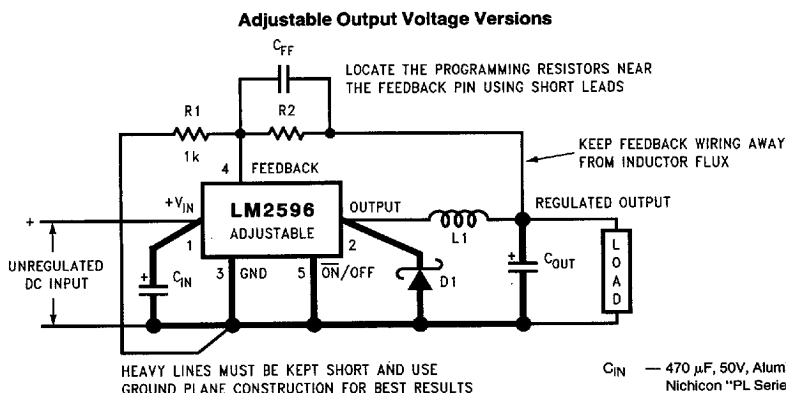 Adjustable Output Voltage Versions
CFF
LOCATE THE PROGRAMMING RESISTORS NEAR
THE FEEDBACK PIN USING SHORT LEADS
R1
R2
1k
KEEP FEEDBACK WIRING AWAY
FROM INDUCTOR FLUX
4
FEEDBACK
+VIN
LM2596
ADJUSTABLE
OUTPUT
REGULATED OUTPUT
+
1
2
L1
UNREGULATED
DC INPUT
+
CIN
3
GND
5
ON/OFF
D1
+
COUT
LOAD
HEAVY LINES MUST BE KEPT SHORT AND USE
GROUND PLANE CONSTRUCTION FOR BEST RESULTS
CIN — 470 μF, 50V, Alum
Nichicon "PL Serie